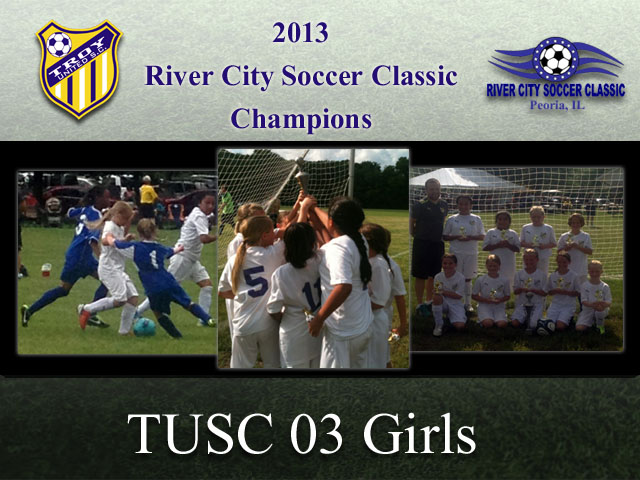 2013
River City Soccer Classic
Champions
TROY
UNITED S.C.
RIVER CITY SOCCER CLASSIC
Peoria, IL
5
11
TUSC 03 Girls